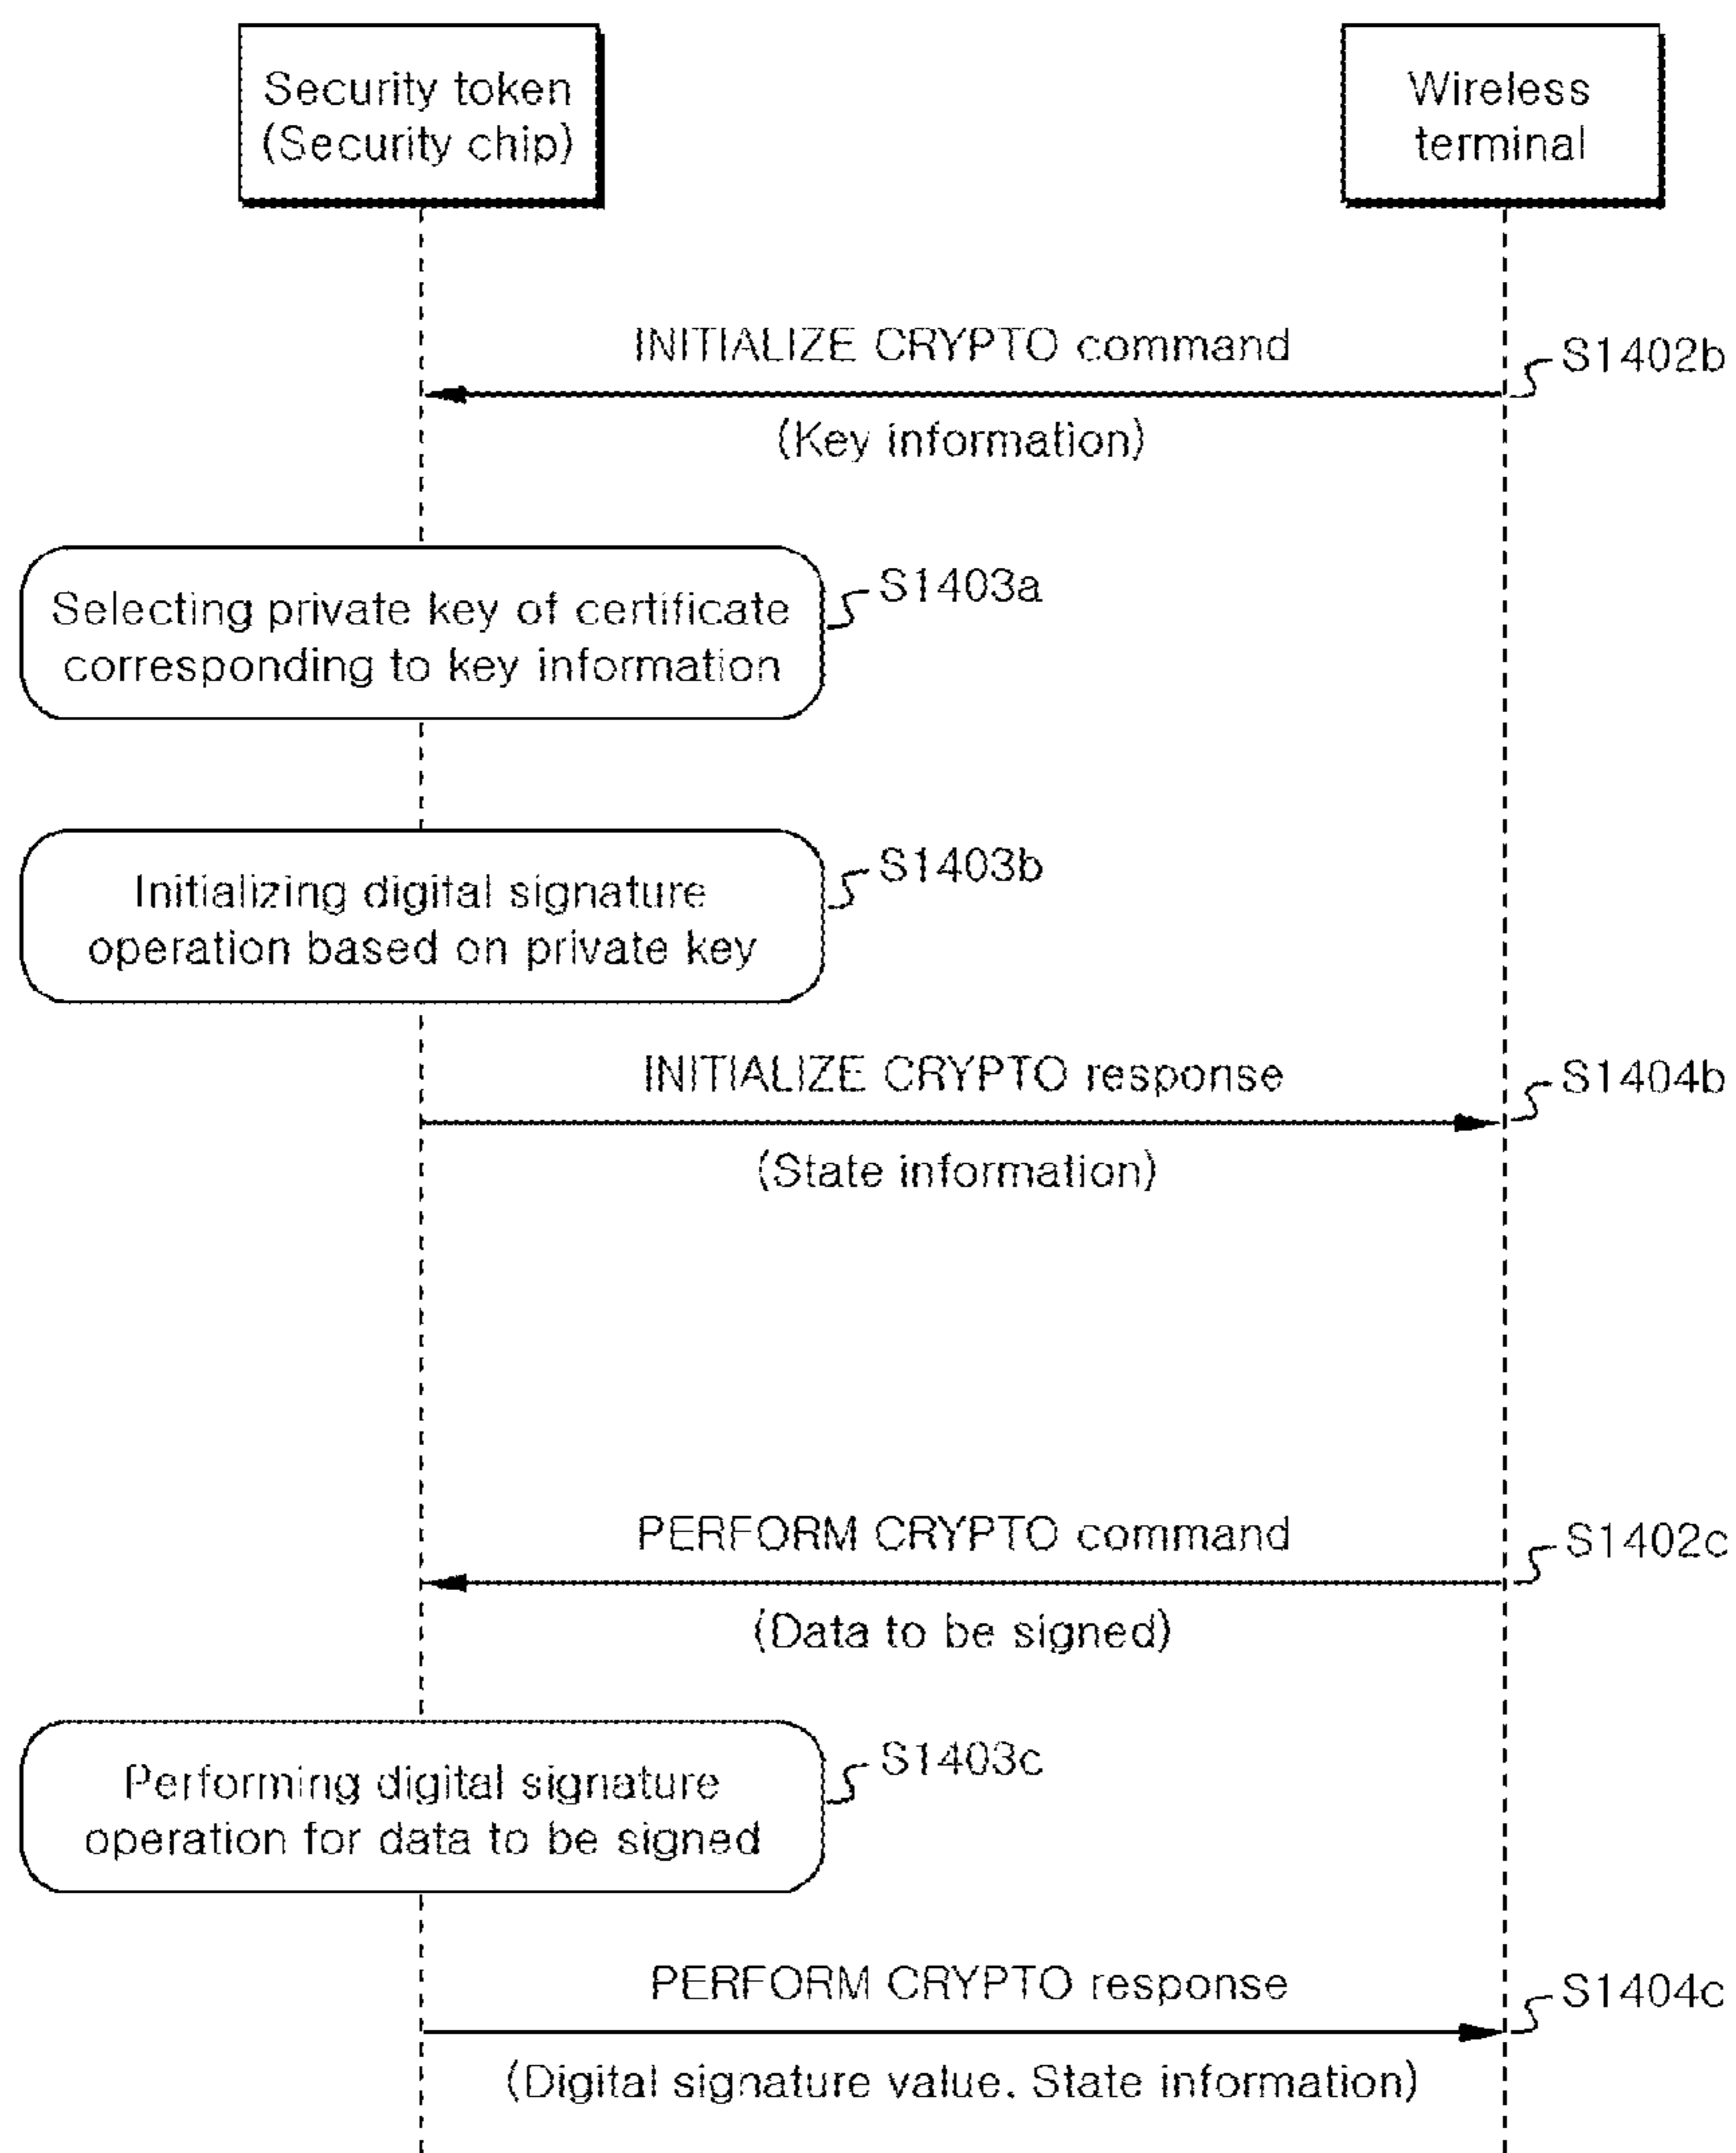 Security token
(Security chip)
Wireless
terminal
INITIALIZE CRYPTO command
S1402b
(Key information)
S1403a
Selecting private key of certificate
corresponding to key information
S1403b
Initializing digital signature
operation based on private key
INITIALIZE CRYPTO response
S1404b
(State information)
PERFORM CRYPTO command
S1402c
(Data to be signed)
S1403c
Performing digital signature
operation for data to be signed
PERFORM CRYPTO response
S1404c
(Digital signature value. State information)